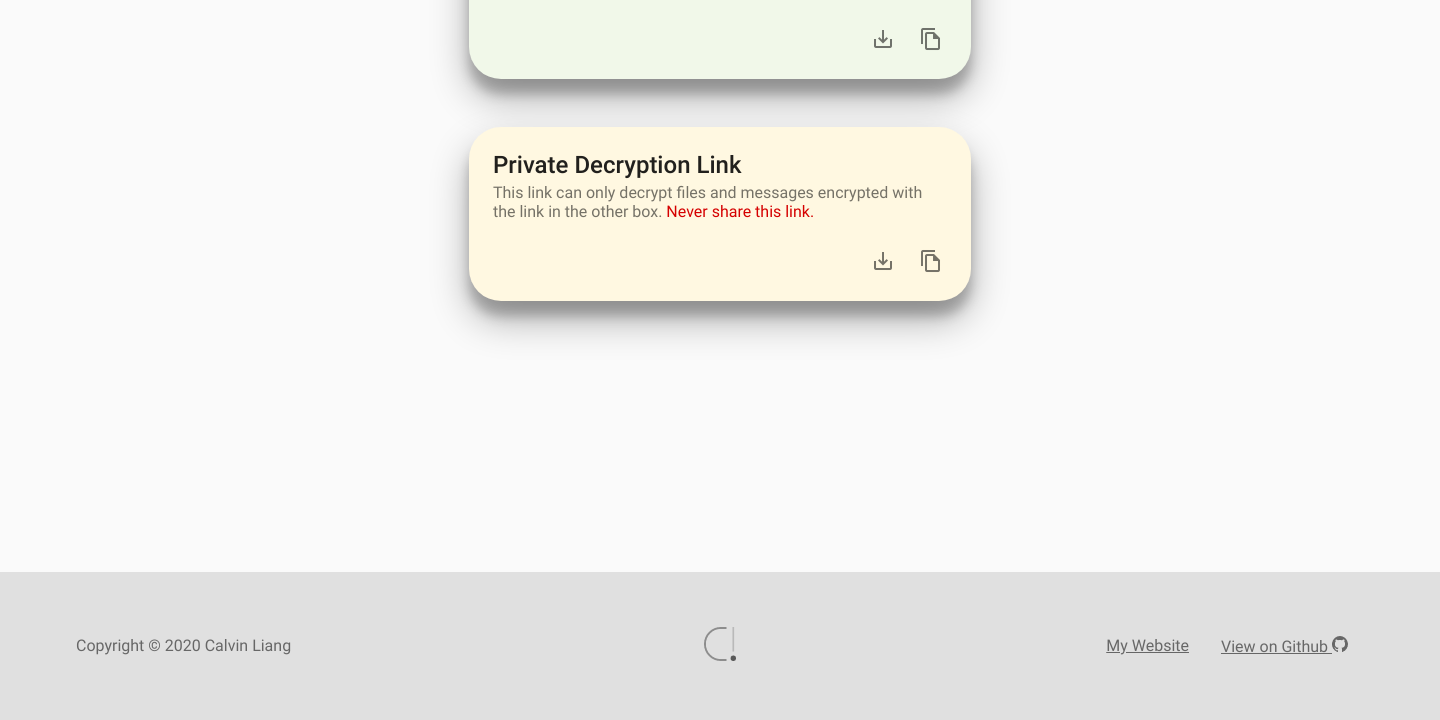 Private Decryption Link
This link can only decrypt files and messages encrypted with
the link in the other box. Never share this link.
Copyright © 2020 Calvin Liang
My Website
View on Github